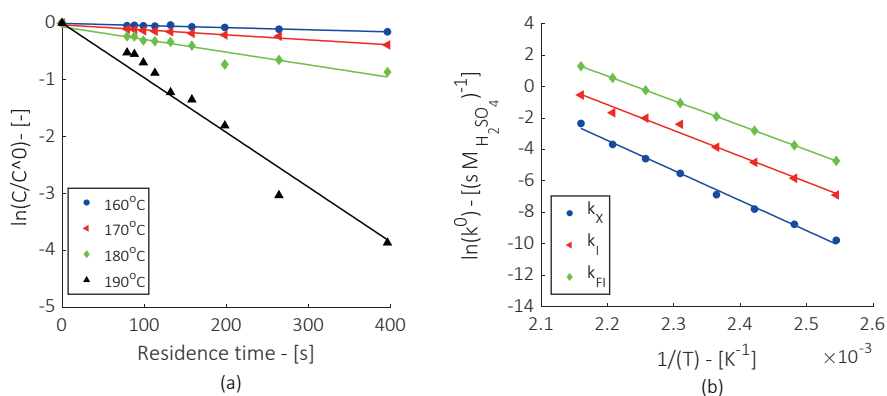 ln(C/C^0) - [-]
0
-1
-2
-3
-4
-5
160°C
170°C
180°C
190°C
0 100 200 300 400
Residence time - [s]
(a)
ln(k⁰) - [(s M_H₂SO₄)⁻¹]
4
2
0
-2
-4
-6
-8
-10
-12
-14
k_X
k_I
k_FI
2.1 2.2 2.3 2.4 2.5 2.6
×10⁻³
1/(T) - [K⁻¹]
(b)